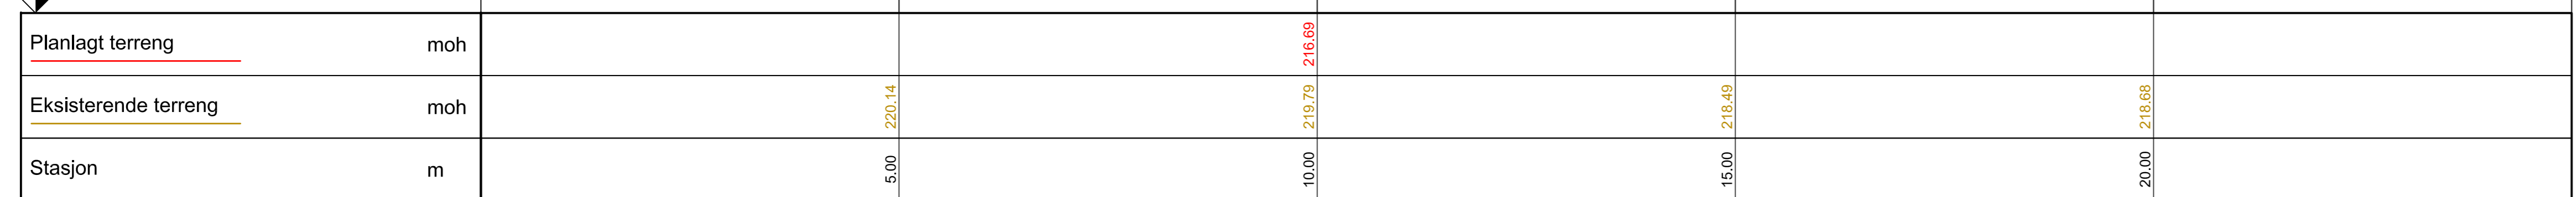 Planlagt terreng moh 216.69
Eksisterende terreng moh 220.14 219.79 218.49 218.68
Stasjon m 5.00 10.00 15.00 20.00